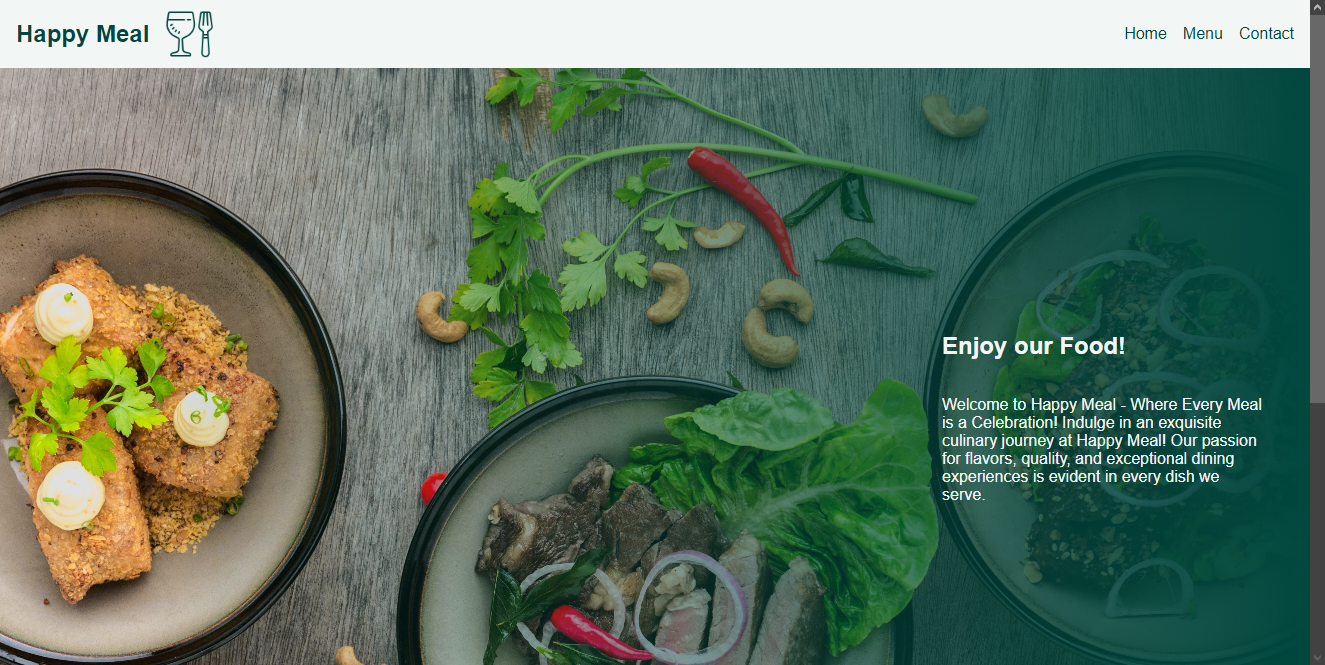 Happy Meal
Home Menu Contact
Enjoy our Food!
Welcome to Happy Meal - Where Every Meal
is a Celebration! Indulge in an exquisite
culinary journey at Happy Meal! Our passion
for flavors, quality, and exceptional dining
experiences is evident in every dish we
serve.